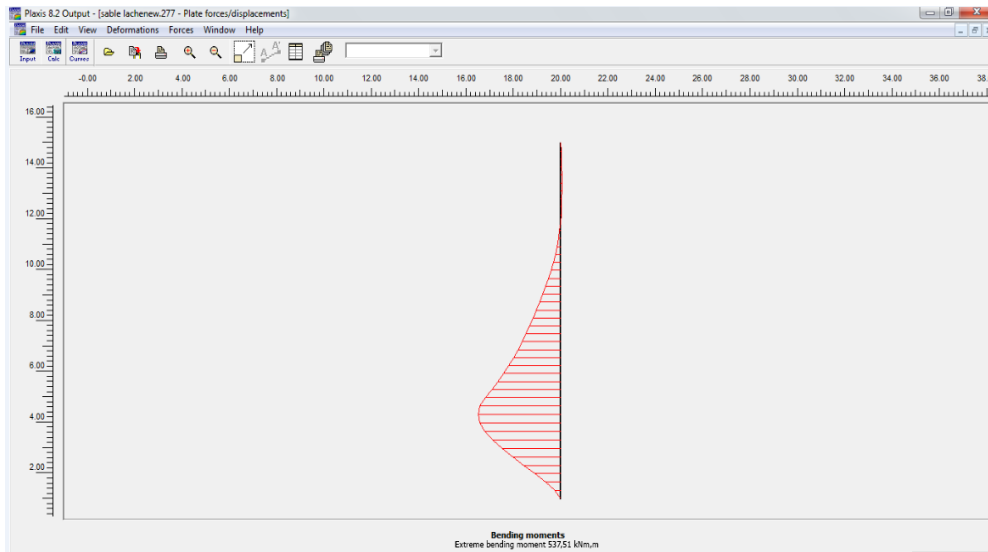 Plaxis 8.2 Output - [sable lachenew.277 - Plate forces/displacements]
File Edit View Deformations Forces Window Help
Input Calc Curves
-0.00 2.00 4.00 6.00 8.00 10.00 12.00 14.00 16.00 18.00 20.00 22.00 24.00 26.00 28.00 30.00 32.00 34.00 36.00 38.
16.00
14.00
12.00
10.00
8.00
6.00
4.00
2.00
Bending moments
Extreme bending moment 537,51 kNm,m